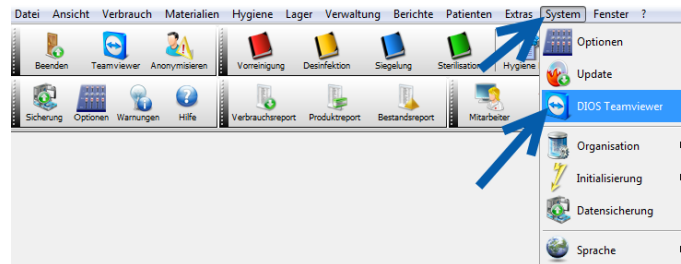 Datei Ansicht Verbrauch Materialien Hygiene Lager Verwaltung Berichte Patienten Extras System Fenster ?
Beenden Teamviewer Anonymisieren Vorreinigung Desinfektion Siegelung Sterilisation Hygiene
Sicherung Optionen Warnungen Hilfe Verbrauchsreport Produktreport Bestandsreport Mitarbeiter
Optionen
Update
DIOS Teamviewer
Organisation
Initialisierung
Datensicherung
Sprache